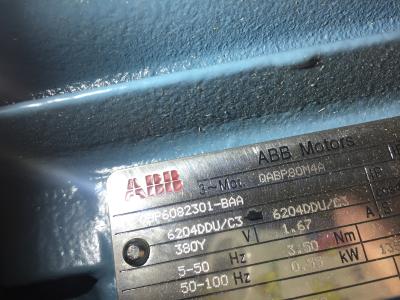 ABB ABB Motors
3~Mot. QABP80M4A
6082301-BAA
6204DDU/C3 6204DDU/C3
380Y V 1.67 A
5-50 Hz 3.50 Nm
50-100 Hz kW